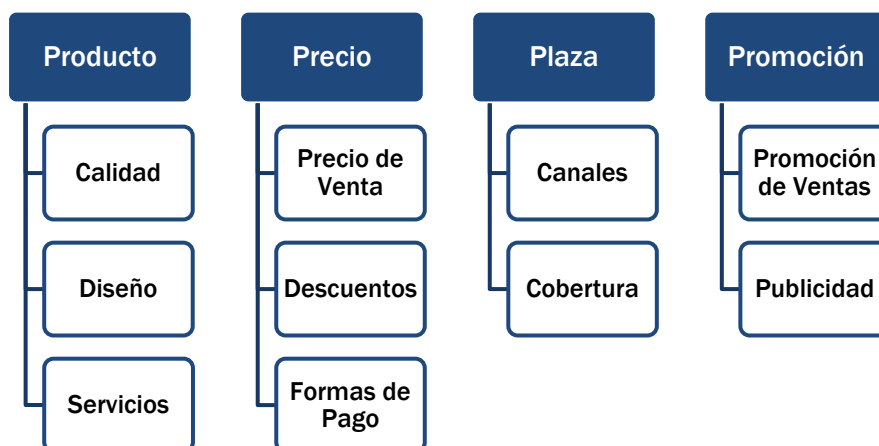 Producto
Calidad
Diseño
Servicios
Precio
Precio de
Venta
Descuentos
Formas de
Pago
Plaza
Canales
Cobertura
Promoción
Promoción
de Ventas
Publicidad